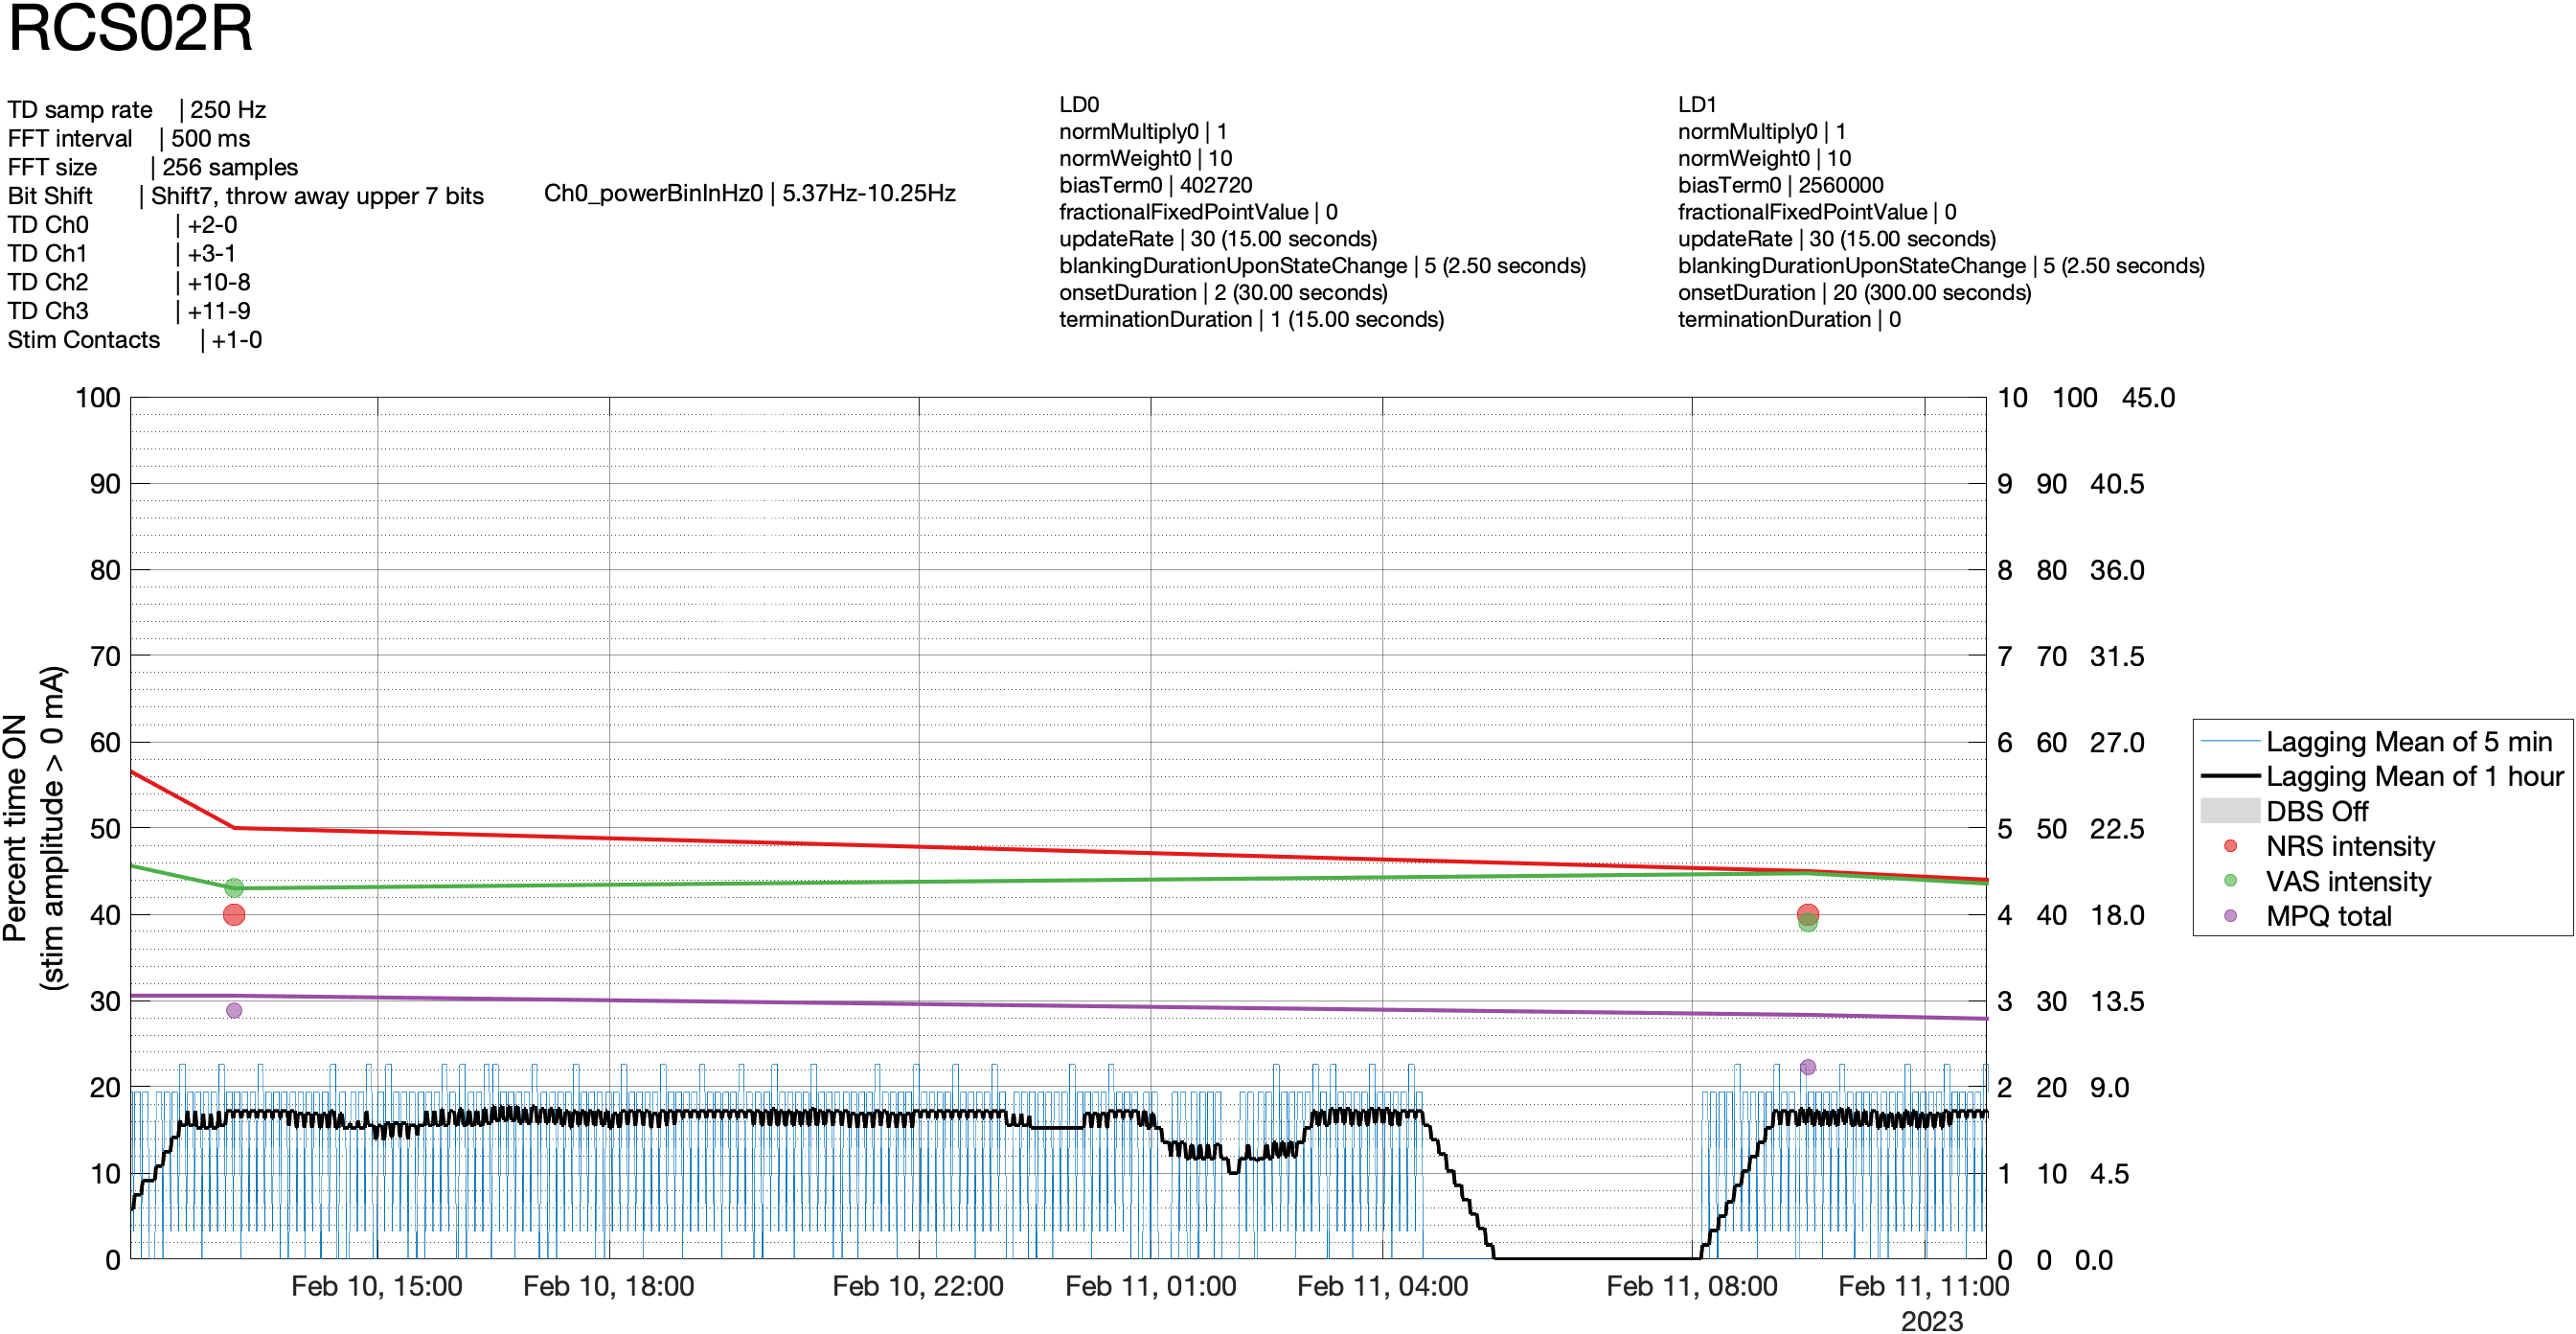 RCS02R
TD samp rate | 250 Hz
FFT interval | 500 ms
FFT size | 256 samples
Bit Shift | Shift7, throw away upper 7 bits
TD Ch0 | +2-0
TD Ch1 | +3-1
TD Ch2 | +10-8
TD Ch3 | +11-9
Stim Contacts | +1-0
Ch0_powerBinInHz0 | 5.37Hz-10.25Hz
LD0
normMultiply0 | 1
normWeight0 | 10
biasTerm0 | 402720
fractionalFixedPointValue | 0
updateRate | 30 (15.00 seconds)
blankingDurationUponStateChange | 5 (2.50 seconds)
onsetDuration | 2 (30.00 seconds)
terminationDuration | 1 (15.00 seconds)
LD1
normMultiply0 | 1
normWeight0 | 10
biasTerm0 | 2560000
fractionalFixedPointValue | 0
updateRate | 30 (15.00 seconds)
blankingDurationUponStateChange | 5 (2.50 seconds)
onsetDuration | 20 (300.00 seconds)
terminationDuration | 0
Percent time ON
(stim amplitude > 0 mA)
100
90
80
70
60
50
40
30
20
10
0
10 100 45.0
9 90 40.5
8 80 36.0
7 70 31.5
6 60 27.0
5 50 22.5
4 40 18.0
3 30 13.5
2 20 9.0
1 10 4.5
0 0 0.0
Feb 10, 15:00
Feb 10, 18:00
Feb 10, 22:00
Feb 11, 01:00
Feb 11, 04:00
Feb 11, 08:00
Feb 11, 11:00
2023
Lagging Mean of 5 min
Lagging Mean of 1 hour
DBS Off
NRS intensity
VAS intensity
MPQ total